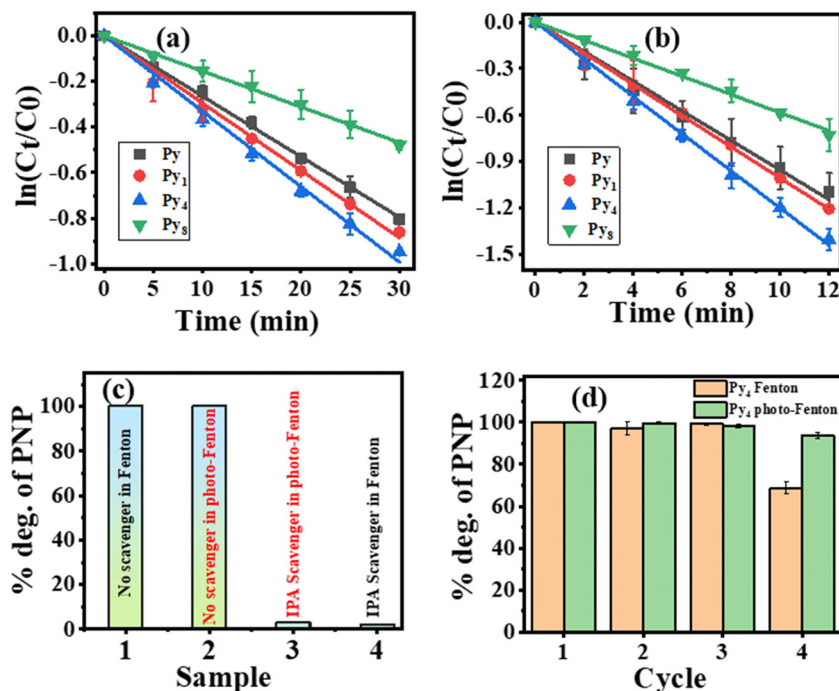 (a)
0.0
-0.2
-0.4
-0.6
-0.8
-1.0
ln(Ct/C0)
Py
Py₁
Py₄
Py₈
0 5 10 15 20 25 30
Time (min)
(b)
0.0
-0.3
-0.6
-0.9
-1.2
-1.5
ln(Ct/C0)
Py
Py₁
Py₄
Py₈
0 2 4 6 8 10 12
Time (min)
(c)
100
80
60
40
20
0
% deg. of PNP
No scavenger in Fenton
No scavenger in photo-Fenton
IPA Scavenger in photo-Fenton
IPA Scavenger in Fenton
1 2 3 4
Sample
(d)
120
100
80
60
40
20
0
% deg. of PNP
Py₄ Fenton
Py₄ photo-Fenton
1 2 3 4
Cycle